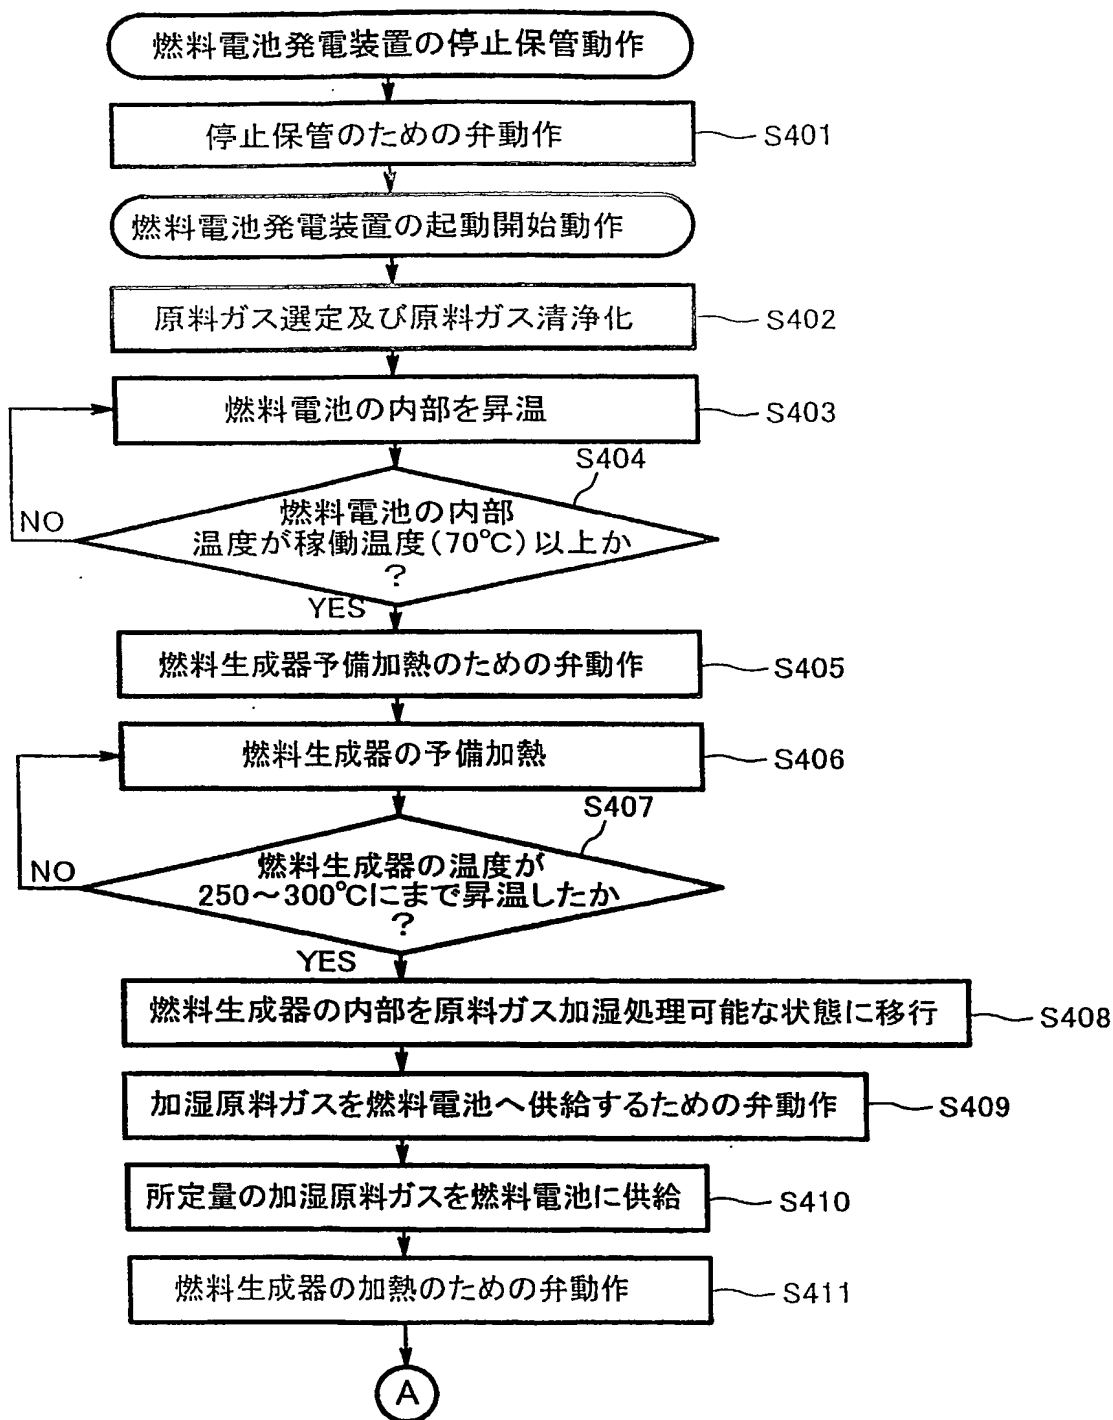 燃料電池発電装置の停止保管動作
停止保管のための弁動作
S401
燃料電池発電装置の起動開始動作
原料ガス選定及び原料ガス清浄化
S402
燃料電池の内部を昇温
S403
S404
燃料電池の内部
温度が稼働温度(70℃)以上か
?
NO
YES
燃料生成器予備加熱のための弁動作
S405
燃料生成器の予備加熱
S406
S407
燃料生成器の温度が
250～300℃にまで昇温したか
?
NO
YES
燃料生成器の内部を原料ガス加湿処理可能な状態に移行
S408
加湿原料ガスを燃料電池へ供給するための弁動作
S409
所定量の加湿原料ガスを燃料電池に供給
S410
燃料生成器の加熱のための弁動作
S411
A